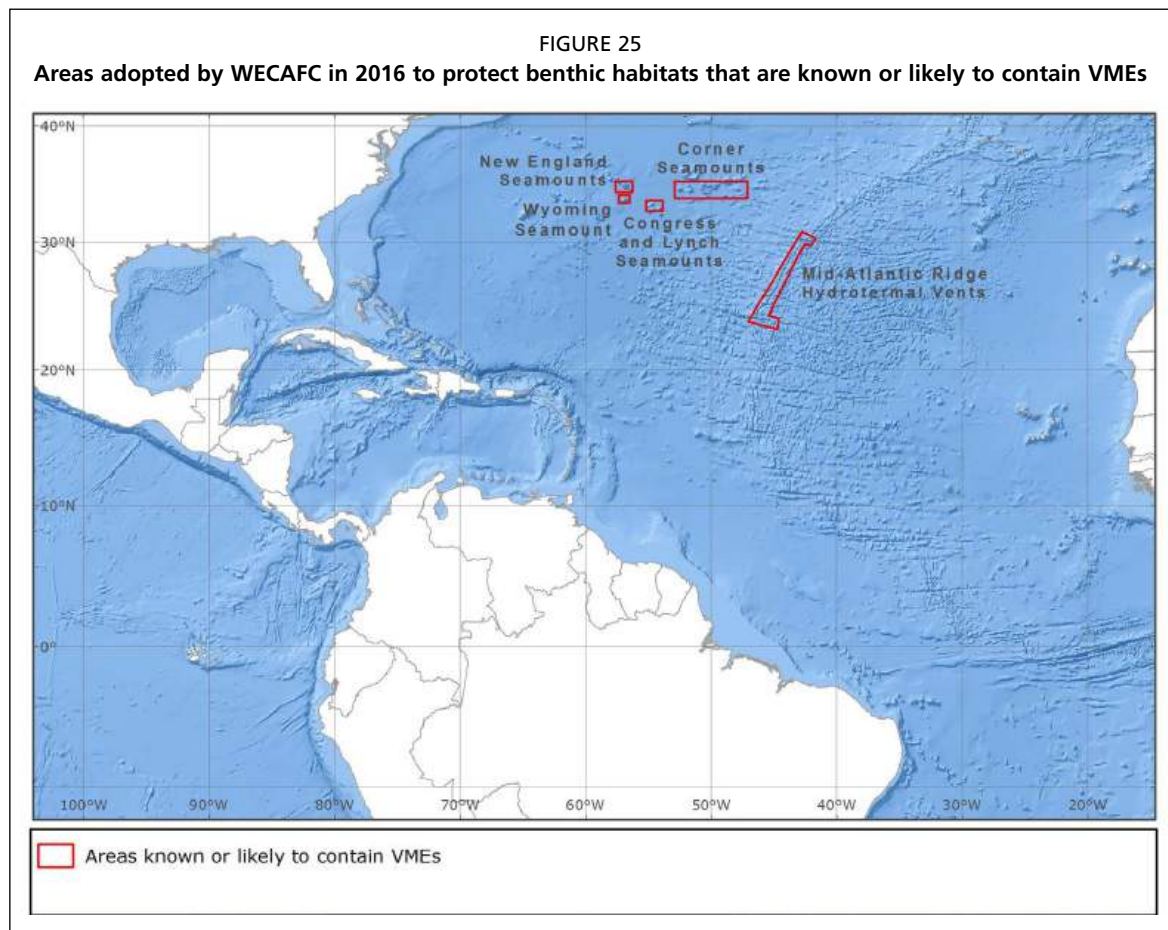 FIGURE 25
Areas adopted by WECAFC in 2016 to protect benthic habitats that are known or likely to contain VMEs
40°N
New England
Seamounts
Corner
Seamounts
Wyoming
Seamount
Congress
and Lynch
Seamounts
30°N
Mid-Atlantic Ridge
Hydrotermal Vents
20°N
10°N
0°
100°W 90°W 80°W 70°W 60°W 50°W 40°W 30°W 20°W
Areas known or likely to contain VMEs